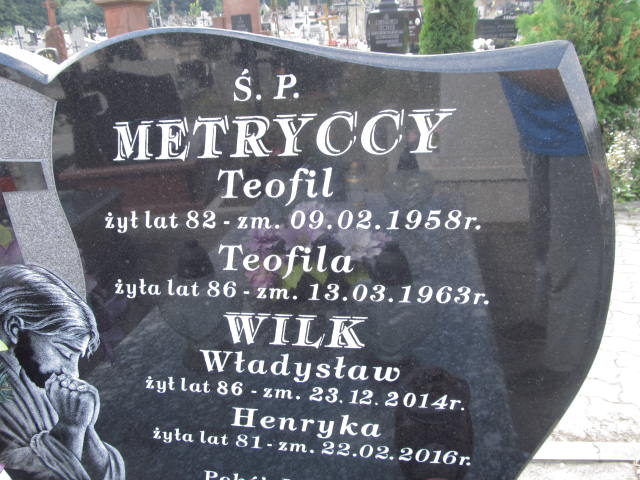 Ś. P.
METRYCCY
Teofil
żył lat 82 - zm. 09.02.1958r.
Teofila
żyła lat 86 - zm. 13.03.1963r.
WILK
Władysław
żył lat 86 - zm. 23.12.2014r.
Henryka
żyła lat 81 - zm. 22.02.2016r.